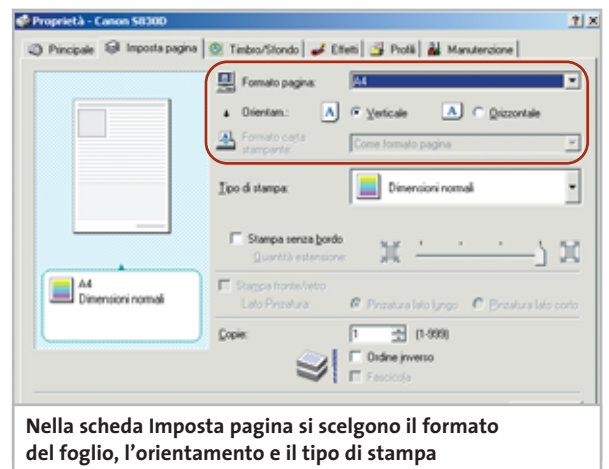 Proprietà - Canon S830D
Principale Imposta pagina Timbro/Sfondo Effetti Profili Manutenzione
Formato pagina: A4
Orientam.: A Verticale A Orizzontale
Formato carta stampante: Come formato pagina
Tipo di stampa: Dimensioni normali
Stampa senza bordo
Quantità estensione:
A4
Dimensioni normali
Stampa fronte/retro
Lato Pinzatura: Pinzatura lato lungo Pinzatura lato corto
Copie: 1 (1-999)
Ordine inverso
Fascicola
Nella scheda Imposta pagina si scelgono il formato
del foglio, l'orientamento e il tipo di stampa